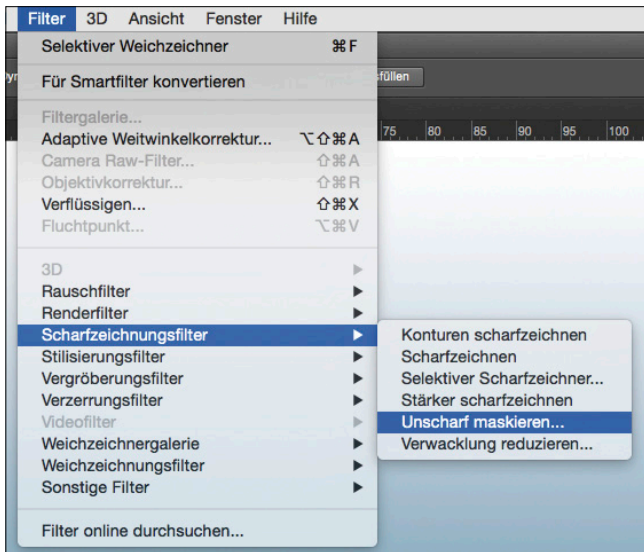 Filter 3D Ansicht Fenster Hilfe
Selektiver Weichzeichner ⌘F
Für Smartfilter konvertieren
füllen
Filtergalerie...
Adaptive Weitwinkelkorrektur... ⌥⇧⌘A
75 80 85 90 95 100
Camera Raw-Filter... ⇧⌘A
Objektivkorrektur... ⇧⌘R
Verflüssigen... ⇧⌘X
Fluchtpunkt... ⌥⌘V
3D
Rauschfilter
Renderfilter
Scharfzeichnungsfilter
Stilisierungsfilter
Vergröberungsfilter
Verzerrungsfilter
Videofilter
Weichzeichnergalerie
Weichzeichnungsfilter
Sonstige Filter
Filter online durchsuchen...
Konturen scharfzeichnen
Scharfzeichnen
Selektiver Scharfzeichner...
Stärker scharfzeichnen
Unscharf maskieren...
Verwacklung reduzieren...